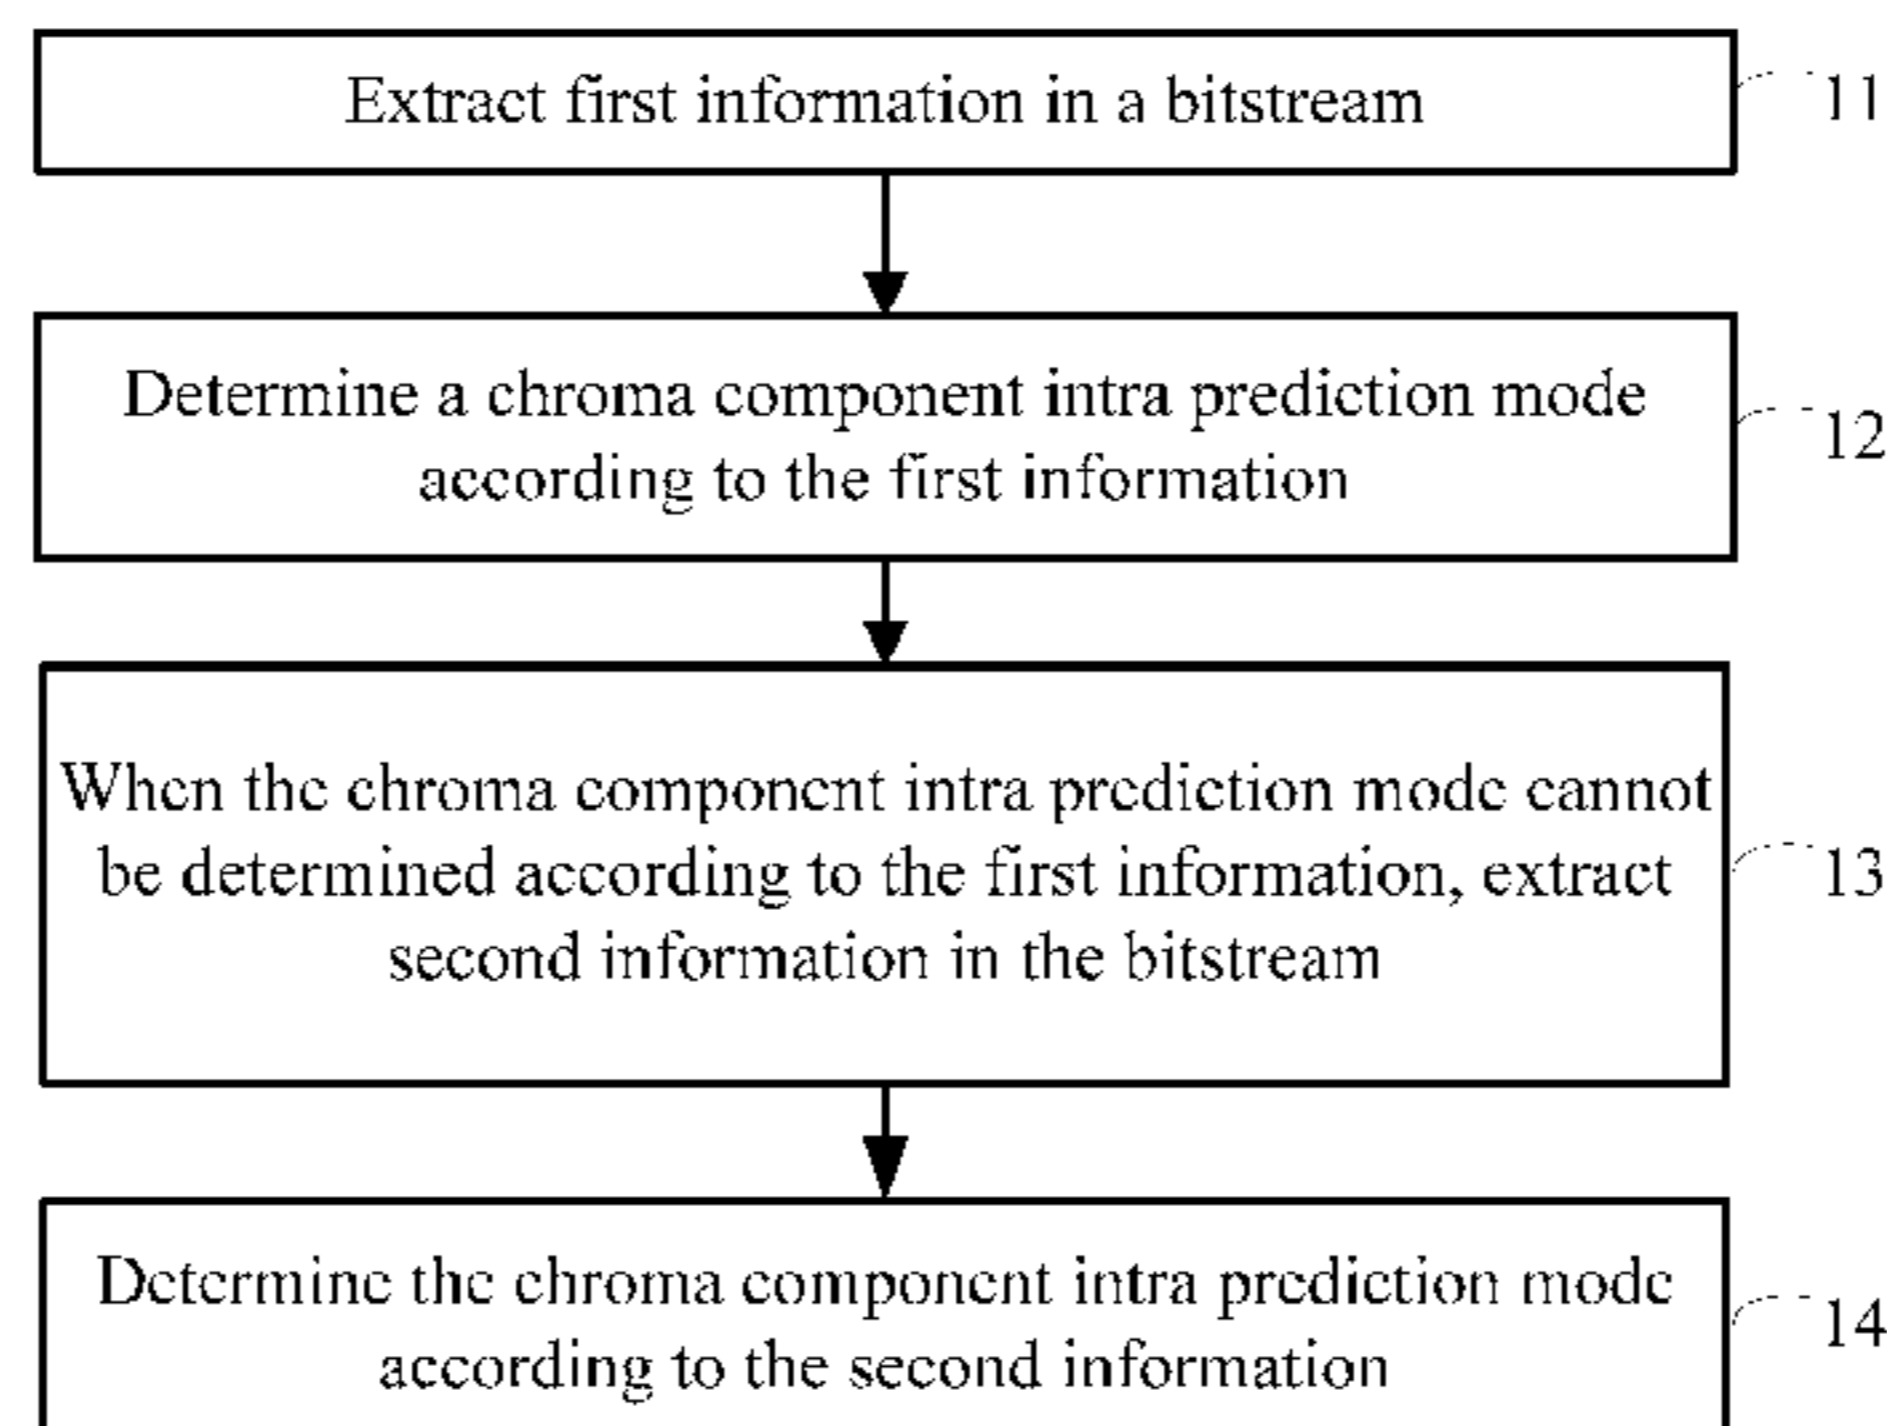 Extract first information in a bitstream
11
Determine a chroma component intra prediction mode
according to the first information
12
When the chroma component intra prediction mode cannot
be determined according to the first information, extract
second information in the bitstream
13
Determine the chroma component intra prediction mode
according to the second information
14